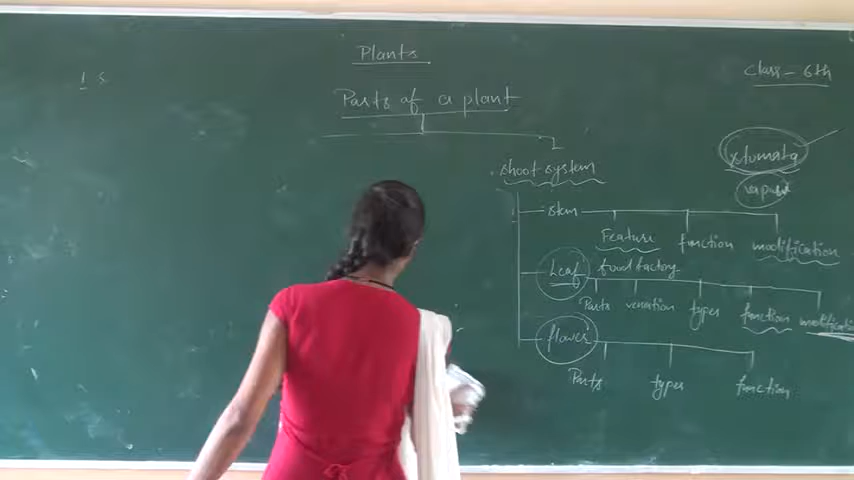 Plants
Class - 6th
Parts of a plant
stomata
vapour
shoot system
stem
Feature function modification
Leaf food factory
Parts venation types function modification
flower
Parts types function